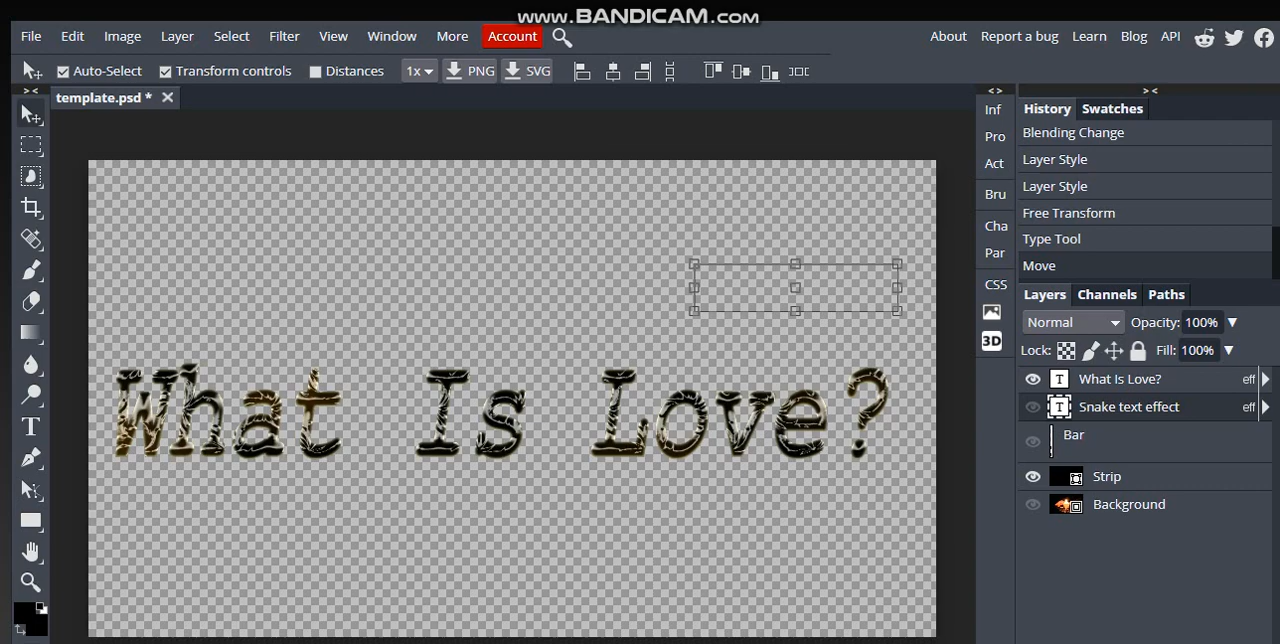 www.BANDICAM.com
File Edit Image Layer Select Filter View Window More Account About Report a bug Learn Blog API
Auto-Select Transform controls Distances 1x PNG SVG
template.psd *
Inf
Pro
Act
Bru
Cha
Par
CSS
3D
History Swatches
Blending Change
Layer Style
Layer Style
Free Transform
Type Tool
Move
Layers Channels Paths
Normal Opacity: 100%
Lock: Fill: 100%
T What Is Love? eff
T Snake text effect eff
Bar
Strip
Background
What Is Love?